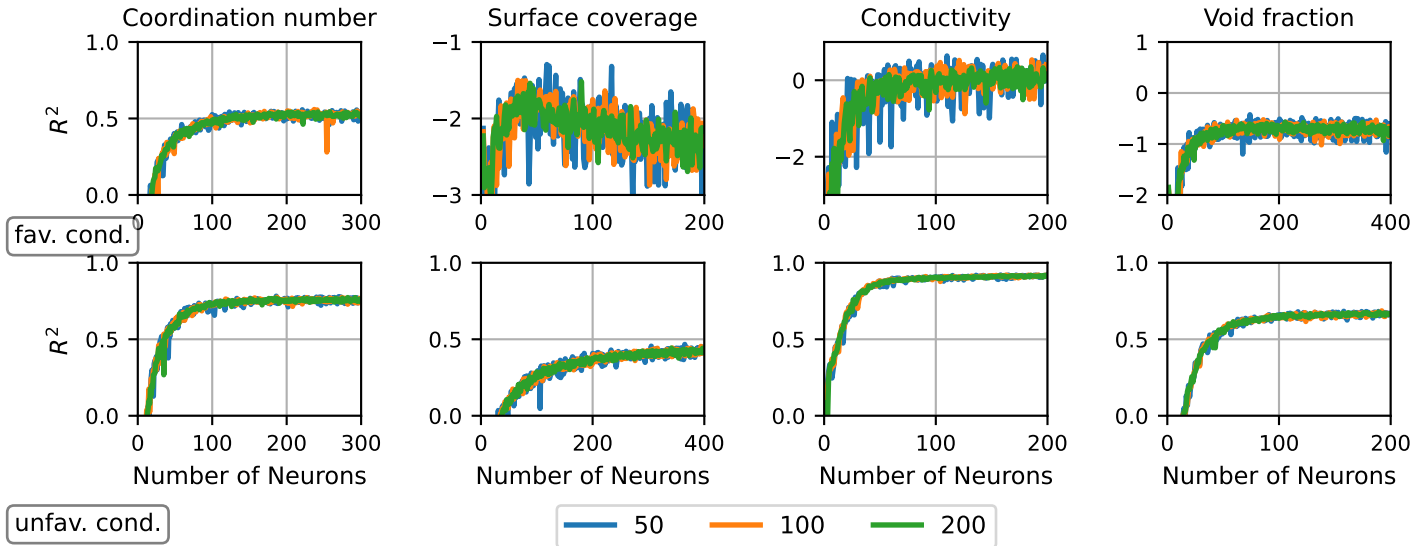 Coordination number
Surface coverage
Conductivity
Void fraction
R²
1.0
0.5
0.0
0 100 200 300
−1
−2
−3
0 100 200
0
−2
0 100 200
1
0
−1
−2
0 200 400
fav. cond.
R²
1.0
0.5
0.0
0 100 200 300
Number of Neurons
1.0
0.5
0.0
0 200 400
Number of Neurons
1.0
0.5
0.0
0 100 200
Number of Neurons
1.0
0.5
0.0
0 100 200
Number of Neurons
unfav. cond.
50 100 200